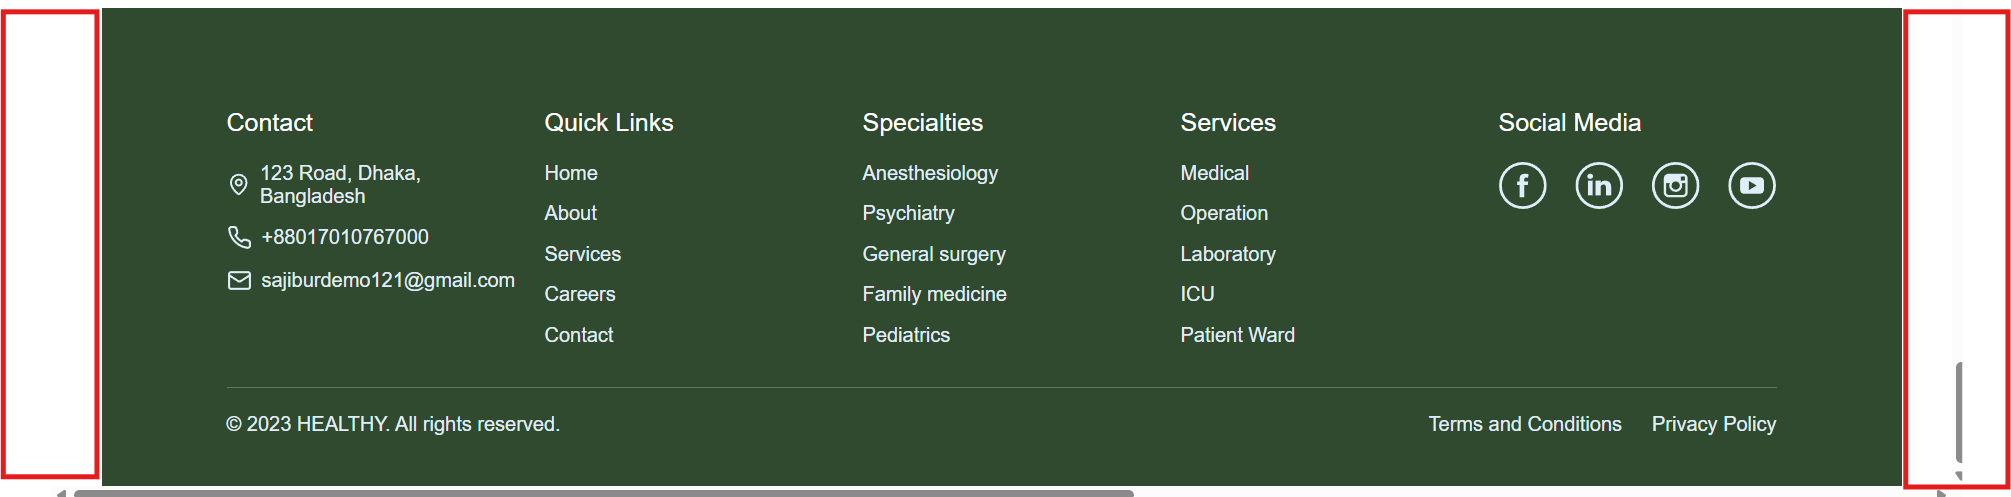 Contact
123 Road, Dhaka,
Bangladesh
+88017010767000
sajiburdemo121@gmail.com
Quick Links
Home
About
Services
Careers
Contact
Specialties
Anesthesiology
Psychiatry
General surgery
Family medicine
Pediatrics
Services
Medical
Operation
Laboratory
ICU
Patient Ward
Social Media
© 2023 HEALTHY. All rights reserved.
Terms and Conditions
Privacy Policy